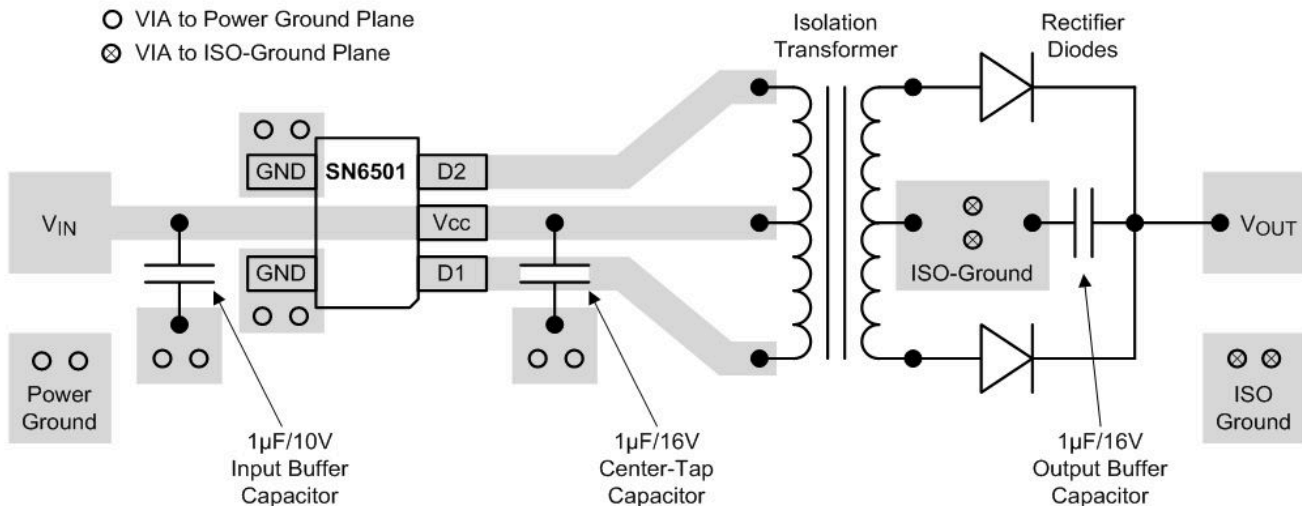 VIA to Power Ground Plane
VIA to ISO-Ground Plane
Isolation
Transformer
Rectifier
Diodes
GND
SN6501
D2
VIN
Vcc
VOUT
GND
D1
ISO-Ground
Power
Ground
ISO
Ground
1µF/10V
Input Buffer
Capacitor
1µF/16V
Center-Tap
Capacitor
1µF/16V
Output Buffer
Capacitor